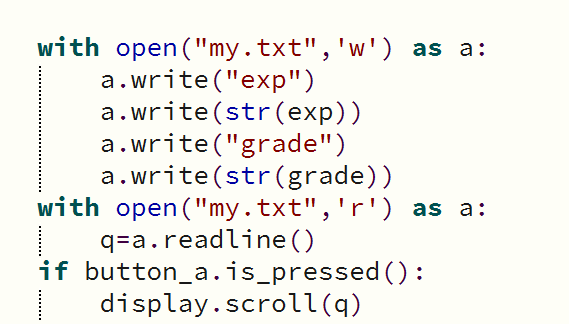 with open("my.txt",'w') as a:
    a.write("exp")
    a.write(str(exp))
    a.write("grade")
    a.write(str(grade))
with open("my.txt",'r') as a:
    q=a.readline()
if button_a.is_pressed():
    display.scroll(q)